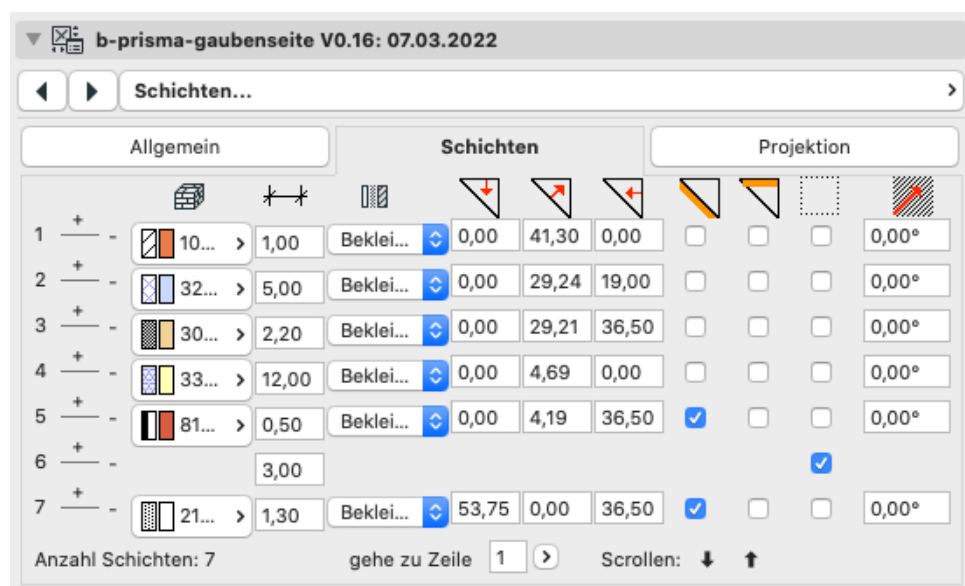 b-prisma-gaubenseite V0.16: 07.03.2022
Schichten...
Allgemein Schichten Projektion
1 + - 10... 1,00 Beklei... 0,00 41,30 0,00 0,00°
2 + - 32... 5,00 Beklei... 0,00 29,24 19,00 0,00°
3 + - 30... 2,20 Beklei... 0,00 29,21 36,50 0,00°
4 + - 33... 12,00 Beklei... 0,00 4,69 0,00 0,00°
5 + - 81... 0,50 Beklei... 0,00 4,19 36,50 0,00°
6 + - 3,00
7 + - 21... 1,30 Beklei... 53,75 0,00 36,50 0,00°
Anzahl Schichten: 7 gehe zu Zeile 1 Scrollen: